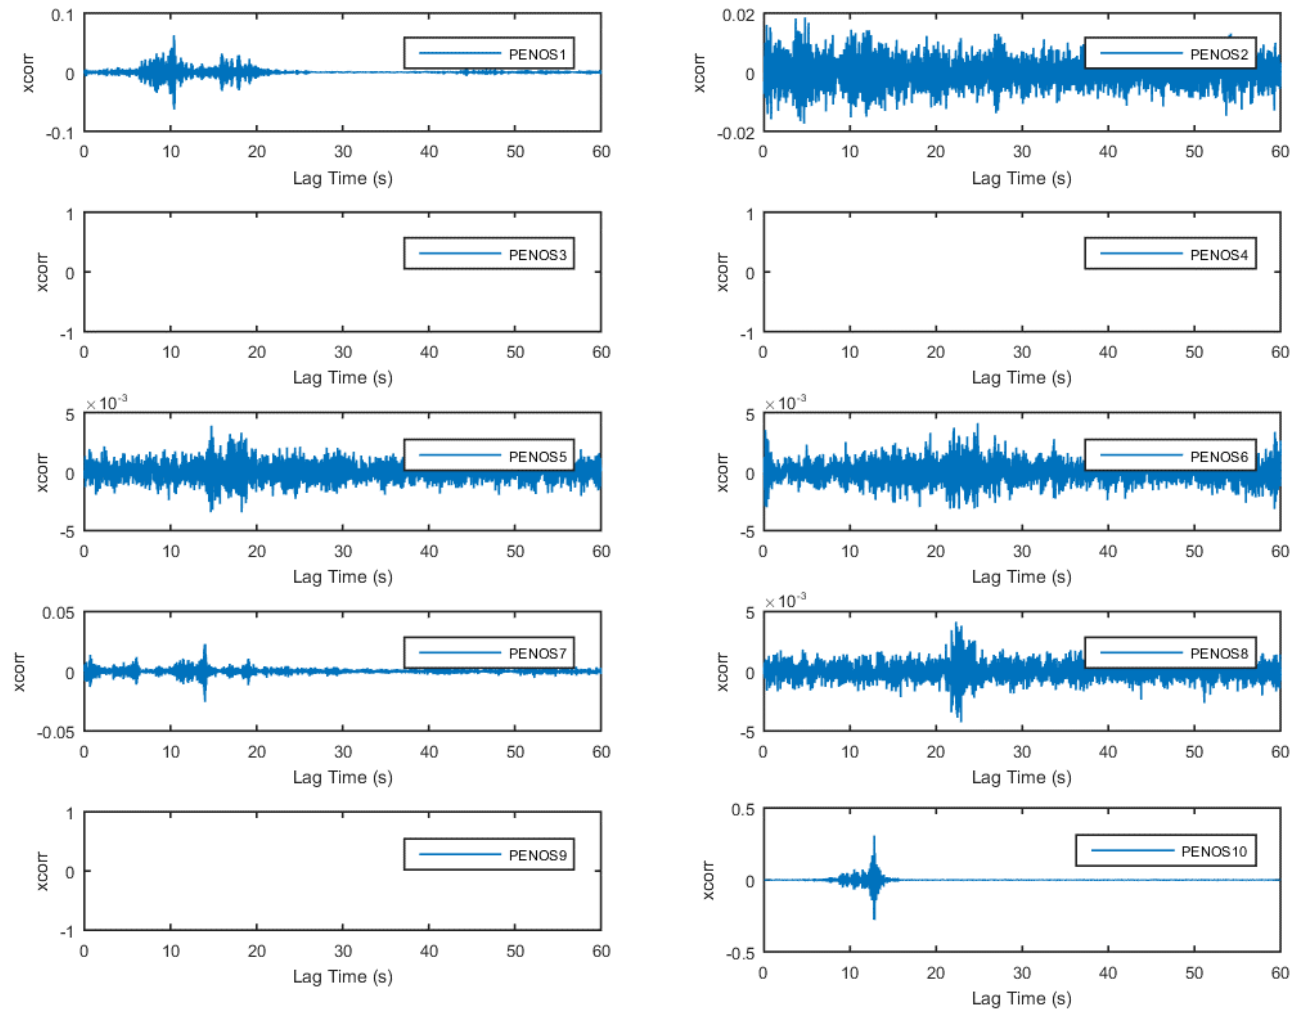 0.1
0
-0.1
xcorr
PENOS1
0 10 20 30 40 50 60
Lag Time (s)
0.02
0
-0.02
xcorr
PENOS2
0 10 20 30 40 50 60
Lag Time (s)
1
0
-1
xcorr
PENOS3
0 10 20 30 40 50 60
Lag Time (s)
1
0
-1
xcorr
PENOS4
0 10 20 30 40 50 60
Lag Time (s)
×10⁻³
5
0
-5
xcorr
PENOS5
0 10 20 30 40 50 60
Lag Time (s)
×10⁻³
5
0
-5
xcorr
PENOS6
0 10 20 30 40 50 60
Lag Time (s)
0.05
0
-0.05
xcorr
PENOS7
0 10 20 30 40 50 60
Lag Time (s)
×10⁻³
5
0
-5
xcorr
PENOS8
0 10 20 30 40 50 60
Lag Time (s)
1
0
-1
xcorr
PENOS9
0 10 20 30 40 50 60
Lag Time (s)
0.5
0
-0.5
xcorr
PENOS10
0 10 20 30 40 50 60
Lag Time (s)